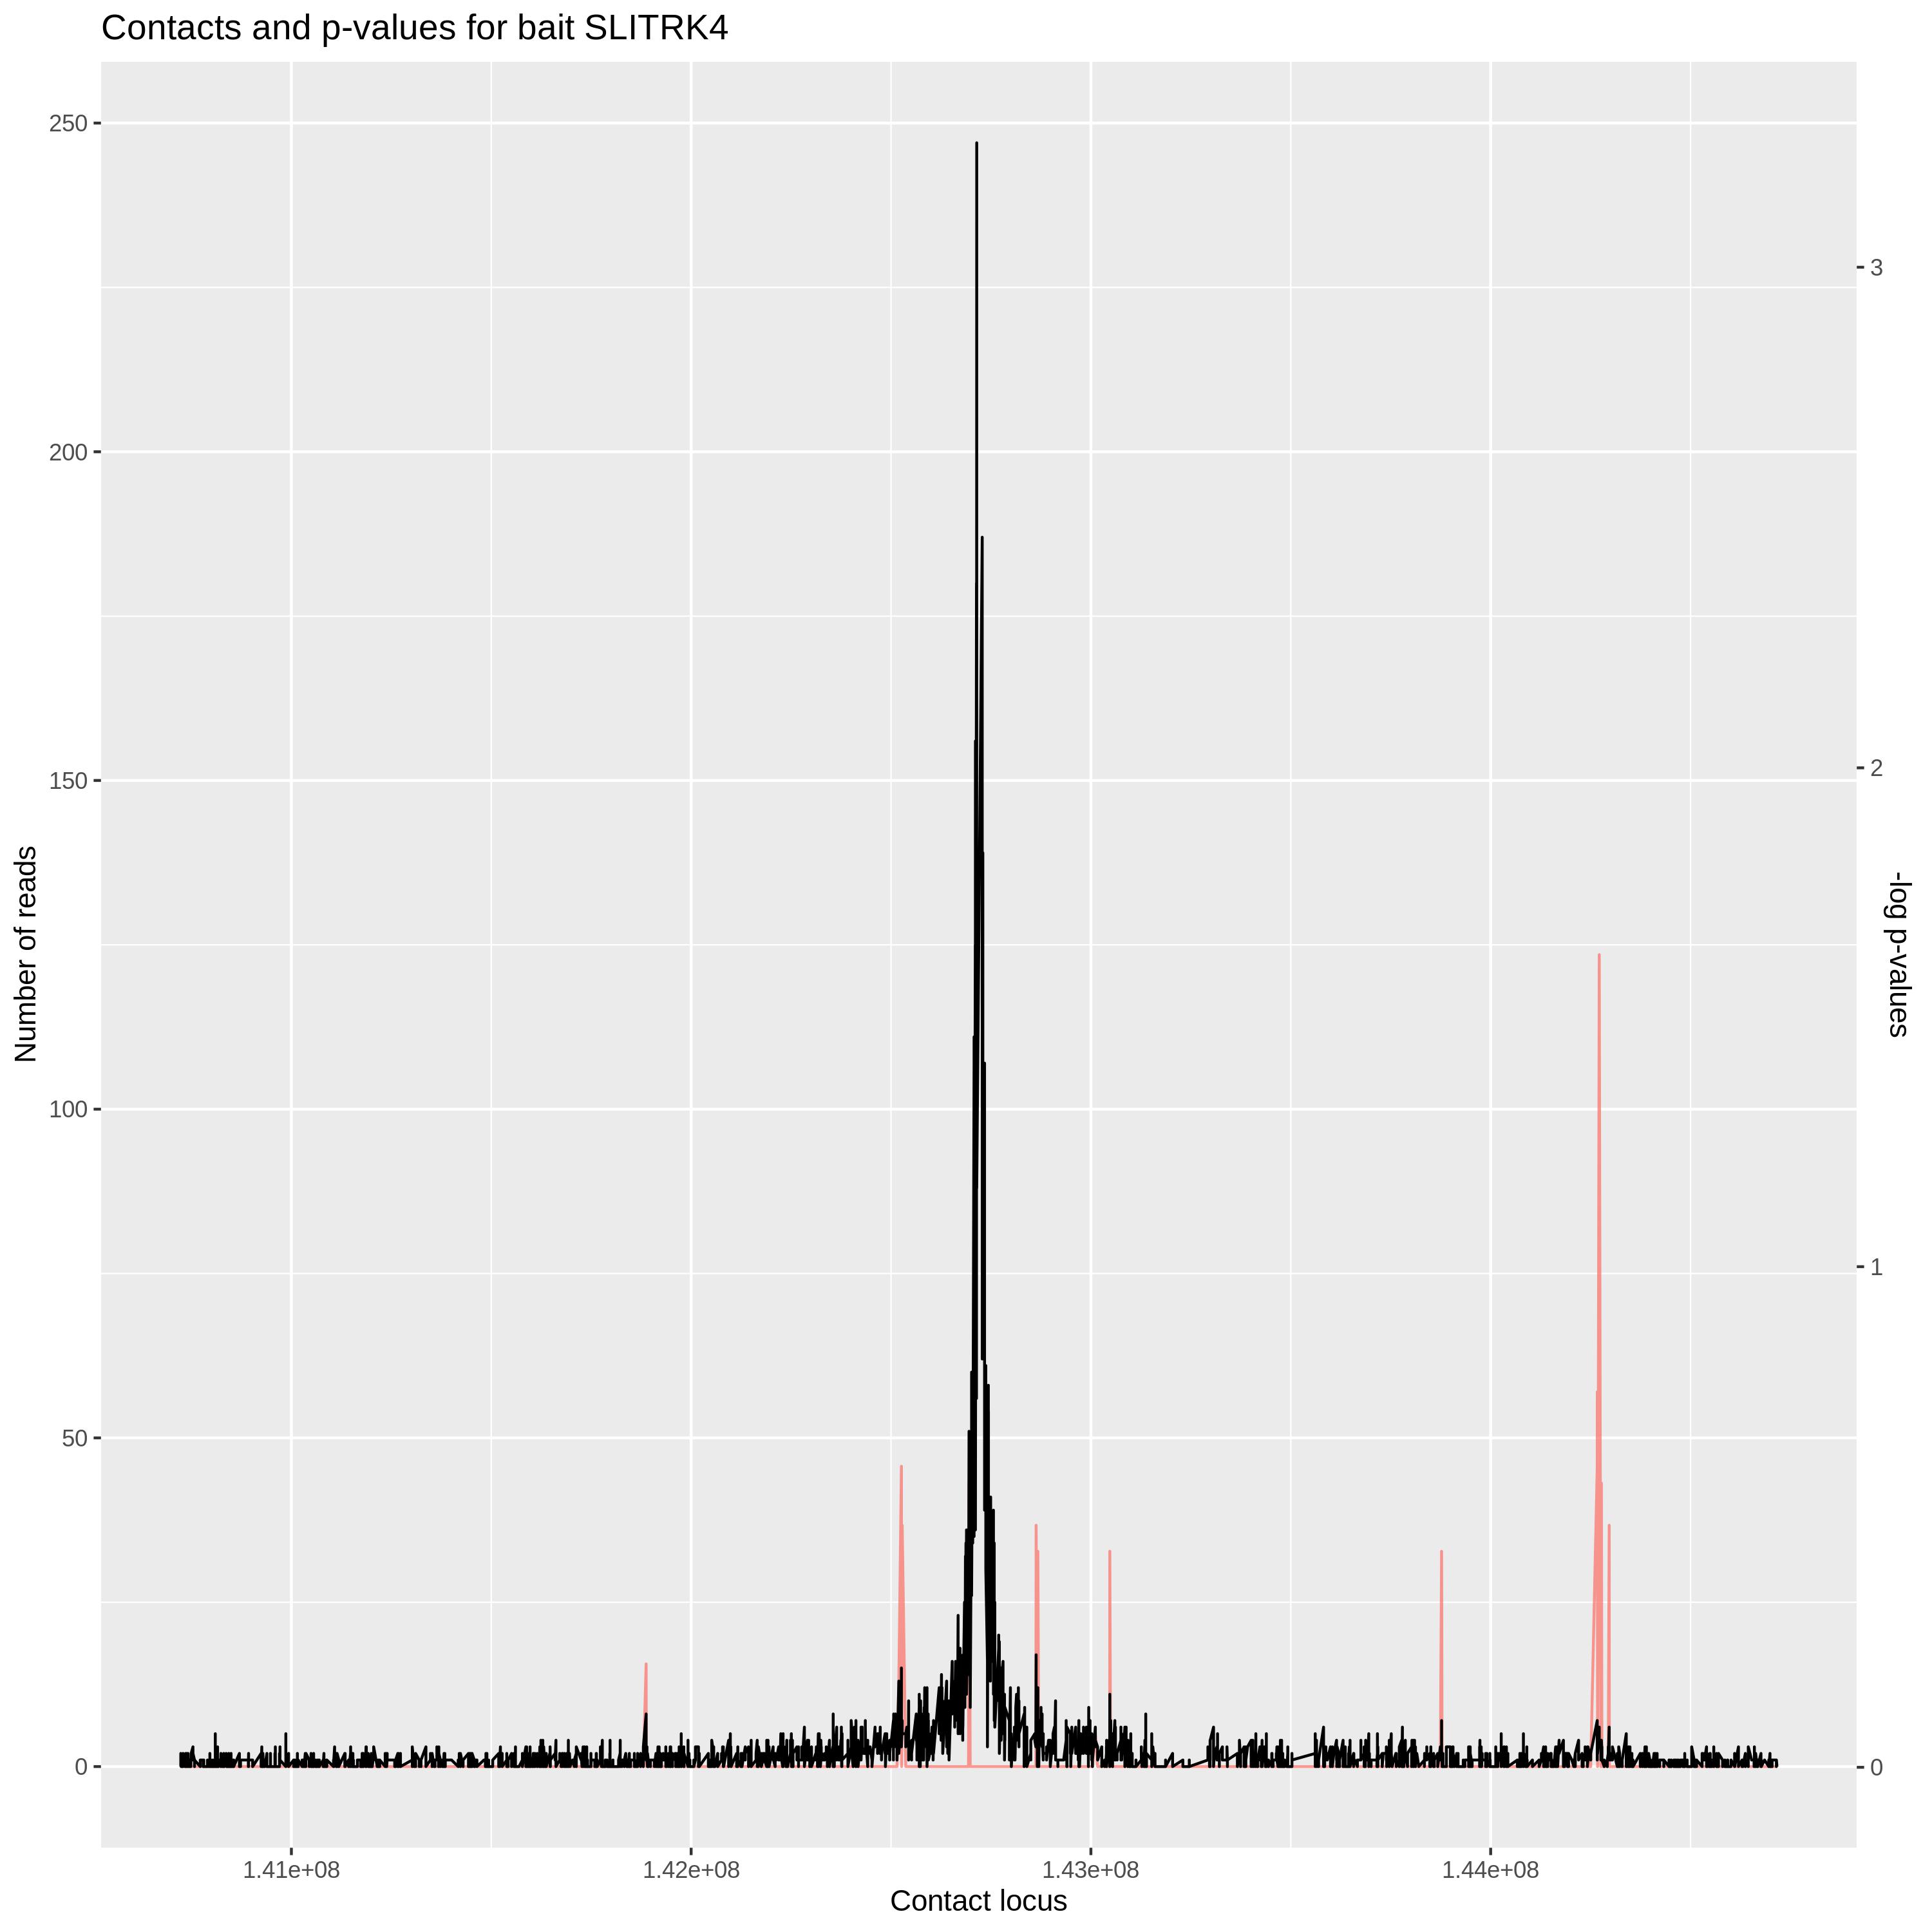 Contacts and p-values for bait SLITRK4
250
200
150
100
50
0
Number of reads
3
2
1
0
-log p-values
1.41e+08
1.42e+08
1.43e+08
1.44e+08
Contact locus